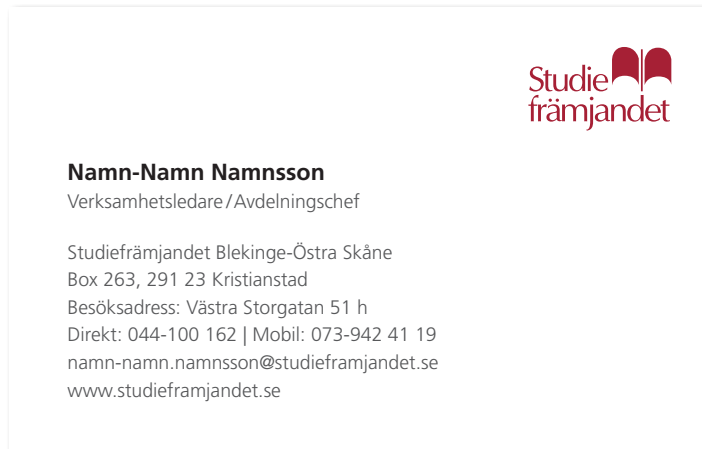 Studie
främjandet
Namn-Namn Namnsson
Verksamhetsledare/Avdelningschef
Studiefrämjandet Blekinge-Östra Skåne
Box 263, 291 23 Kristianstad
Besöksadress: Västra Storgatan 51 h
Direkt: 044-100 162 | Mobil: 073-942 41 19
namn-namn.namnsson@studieframjandet.se
www.studieframjandet.se